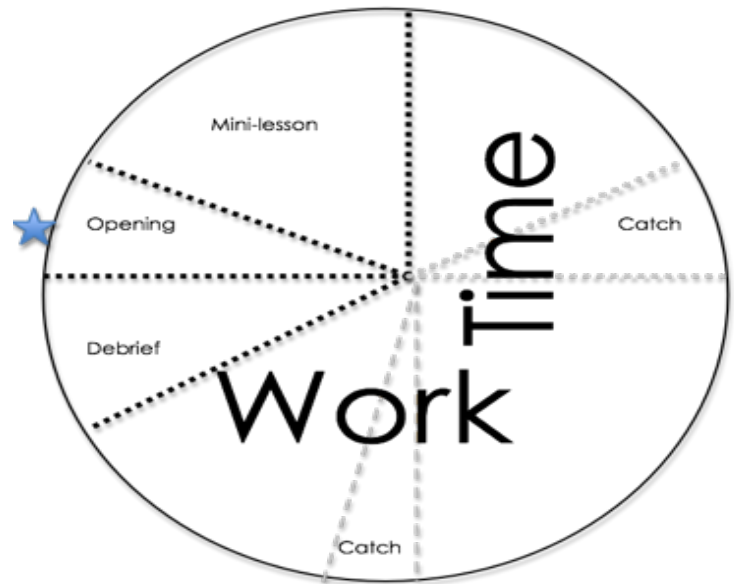 Mini-lesson
Opening
Catch
Time
Debrief
Work
Catch